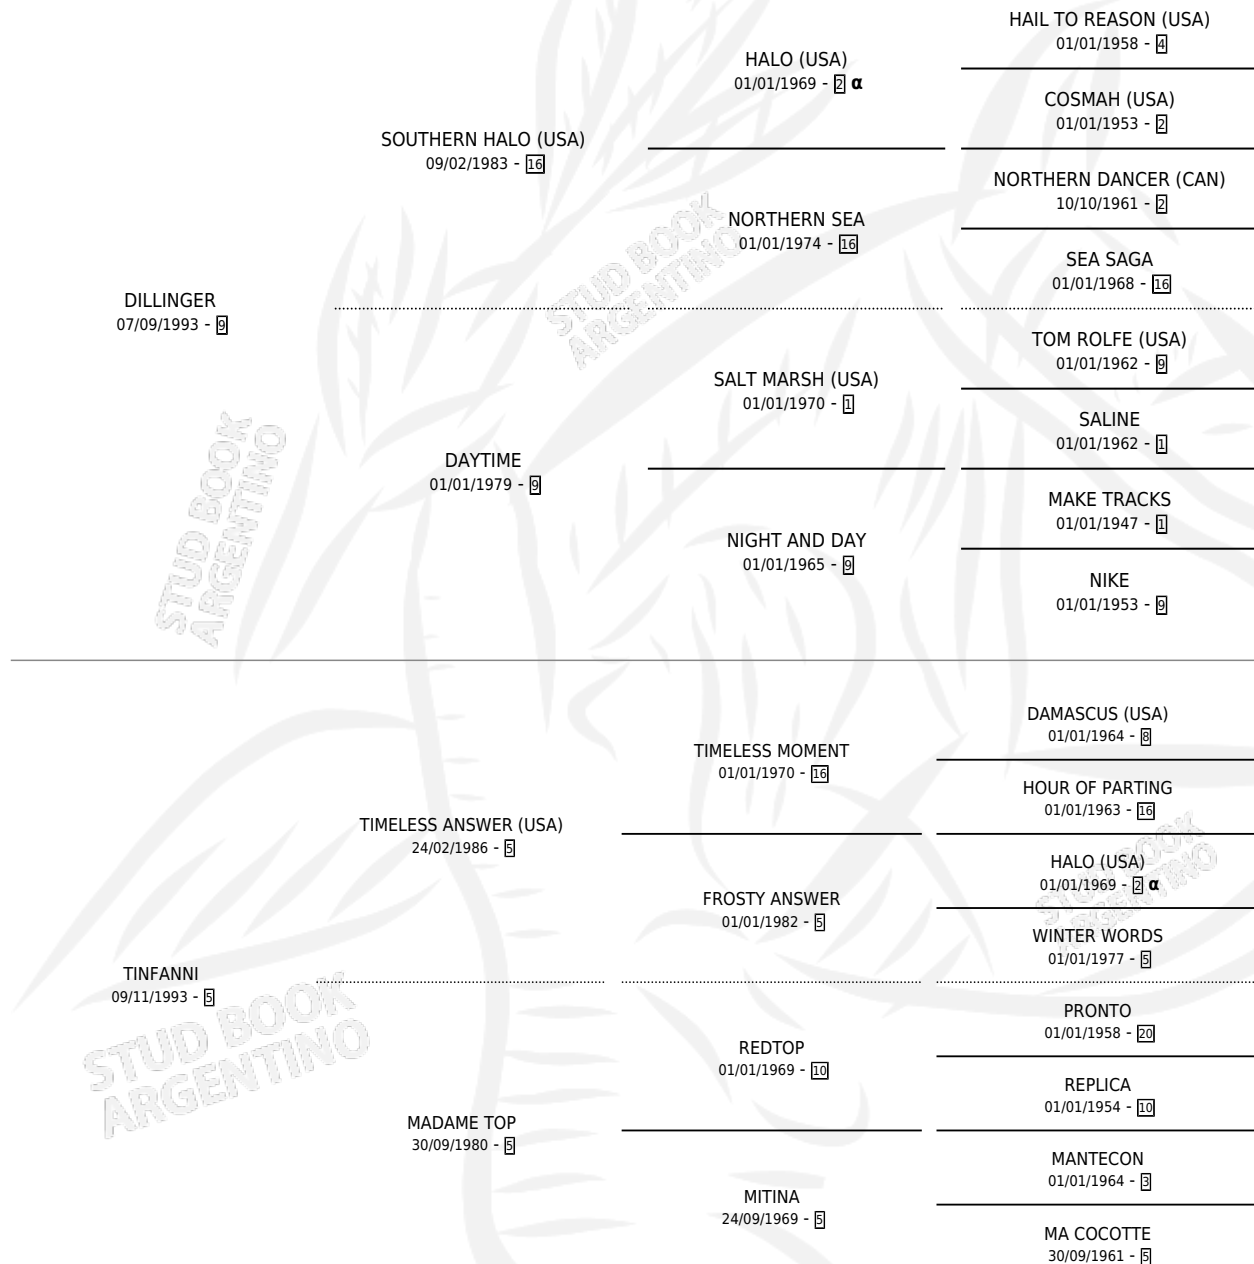 HAIL TO REASON (USA)
01/01/1958 - 4
HALO (USA)
01/01/1969 - 2 α
COSMAH (USA)
01/01/1953 - 2
SOUTHERN HALO (USA)
09/02/1983 - 16
NORTHERN DANCER (CAN)
10/10/1961 - 2
NORTHERN SEA
01/01/1974 - 16
SEA SAGA
01/01/1968 - 16
DILLINGER
07/09/1993 - 9
TOM ROLFE (USA)
01/01/1962 - 9
SALT MARSH (USA)
01/01/1970 - 1
SALINE
01/01/1962 - 1
DAYTIME
01/01/1979 - 9
MAKE TRACKS
01/01/1947 - 1
NIGHT AND DAY
01/01/1965 - 9
NIKE
01/01/1953 - 9
DAMASCUS (USA)
01/01/1964 - 8
TIMELESS MOMENT
01/01/1970 - 16
HOUR OF PARTING
01/01/1963 - 16
TIMELESS ANSWER (USA)
24/02/1986 - 5
HALO (USA)
01/01/1969 - 2 α
FROSTY ANSWER
01/01/1982 - 5
WINTER WORDS
01/01/1977 - 5
TINFANNI
09/11/1993 - 5
PRONTO
01/01/1958 - 20
REDTOP
01/01/1969 - 10
REPLICA
01/01/1954 - 10
MADAME TOP
30/09/1980 - 5
MANTECON
01/01/1964 - 3
MITINA
24/09/1969 - 5
MA COCOTTE
30/09/1961 - 5
STUD BOOK
ARGENTINO
STUD BOOK
ARGENTINO
STUD BOOK
ARGENTINO
STUD BOOK
ARGENTINO